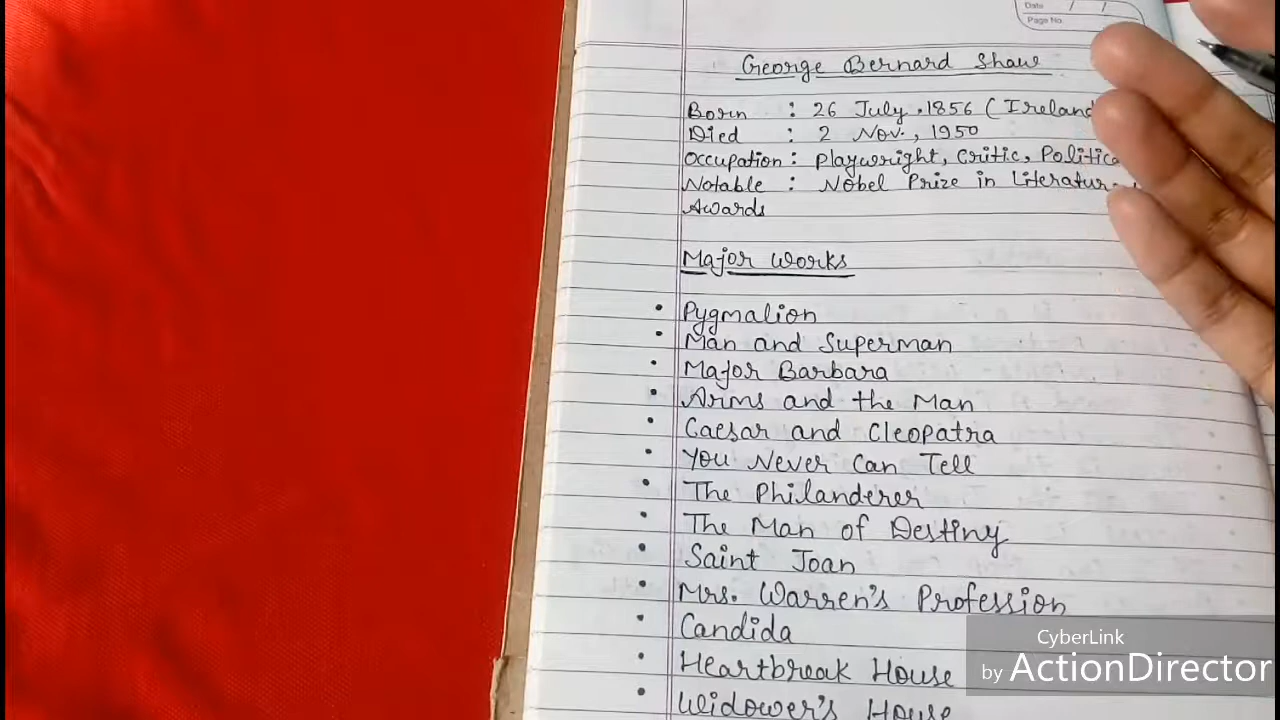 Date / /
Page No.
George Bernard Shaw
Born : 26 July, 1856 (Ireland
Died : 2 Nov., 1950
Occupation : Playwright, Critic, Politica
Notable : Nobel Prize in Literatur
Awards
Major Works
• Pygmalion
• Man and Superman
• Major Barbara
• Arms and the Man
• Caesar and Cleopatra
• You Never Can Tell
• The Philanderer
• The Man of Destiny
• Saint Joan
• Mrs. Warren's Profession
• Candida
• Heartbreak House
• Widower's House
CyberLink
by ActionDirector